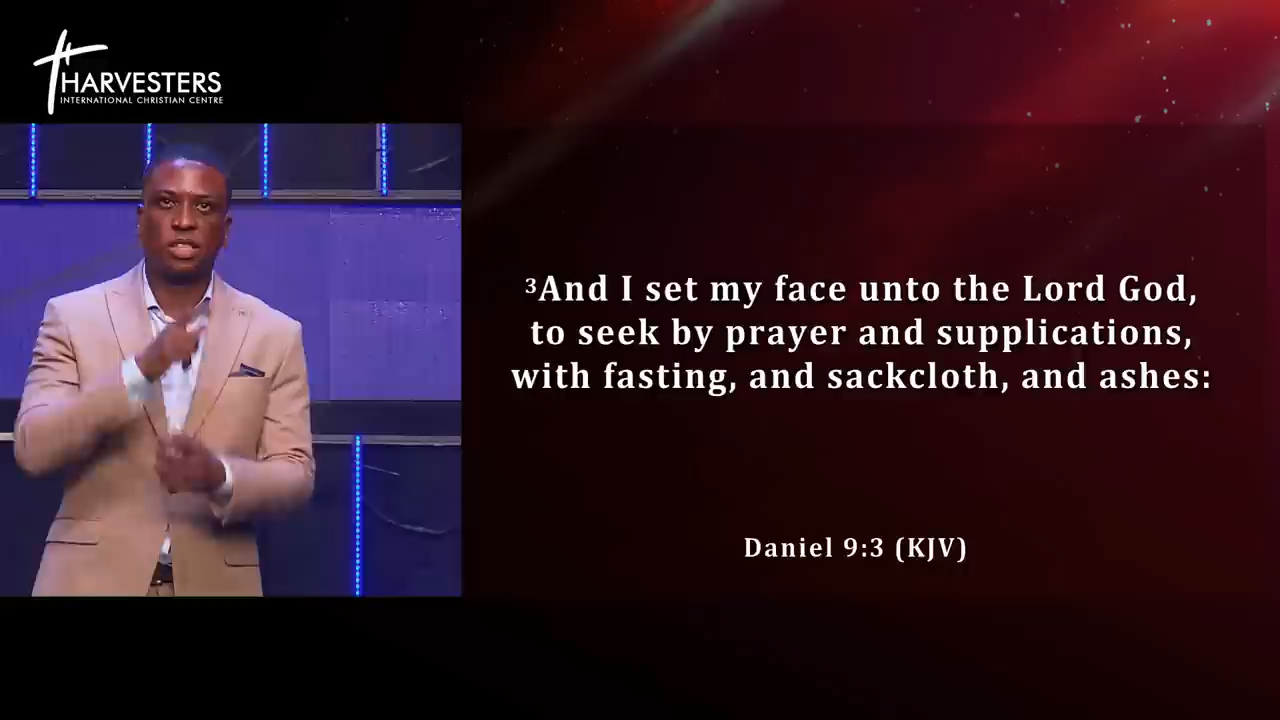 HARVESTERS
INTERNATIONAL CHRISTIAN CENTRE
³And I set my face unto the Lord God,
to seek by prayer and supplications,
with fasting, and sackcloth, and ashes:
Daniel 9:3 (KJV)